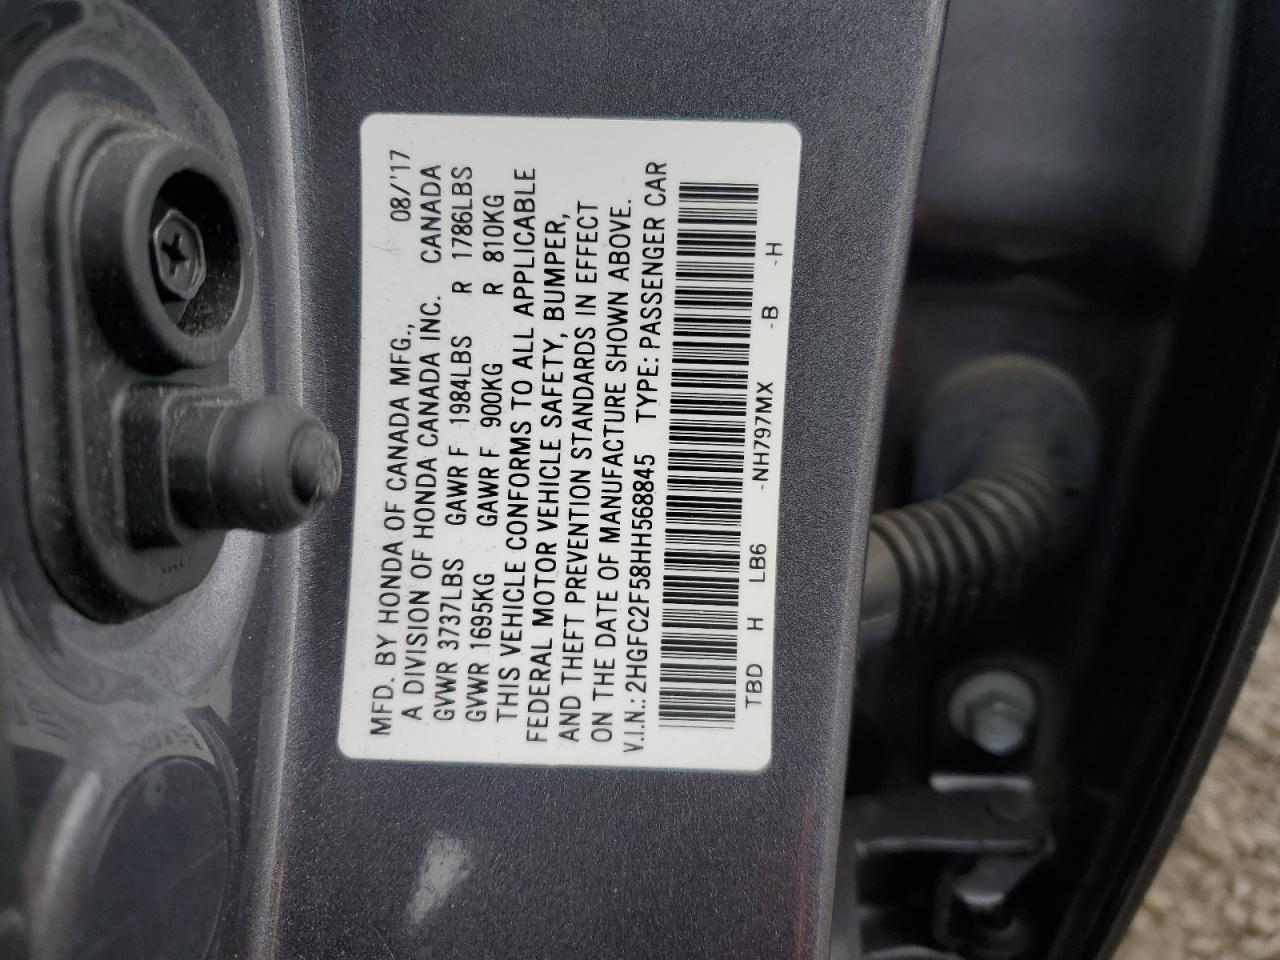 MFD. BY HONDA OF CANADA MFG., 08/'17
A DIVISION OF HONDA CANADA INC. CANADA
GVWR 3737LBS GAWR F 1984LBS R 1786LBS
GVWR 1695KG GAWR F 900KG R 810KG
THIS VEHICLE CONFORMS TO ALL APPLICABLE
FEDERAL MOTOR VEHICLE SAFETY, BUMPER,
AND THEFT PREVENTION STANDARDS IN EFFECT
ON THE DATE OF MANUFACTURE SHOWN ABOVE.
V.I.N.: 2HGFC2F58HH568845 TYPE: PASSENGER CAR
TBD H LB6 -NH797MX -B -H